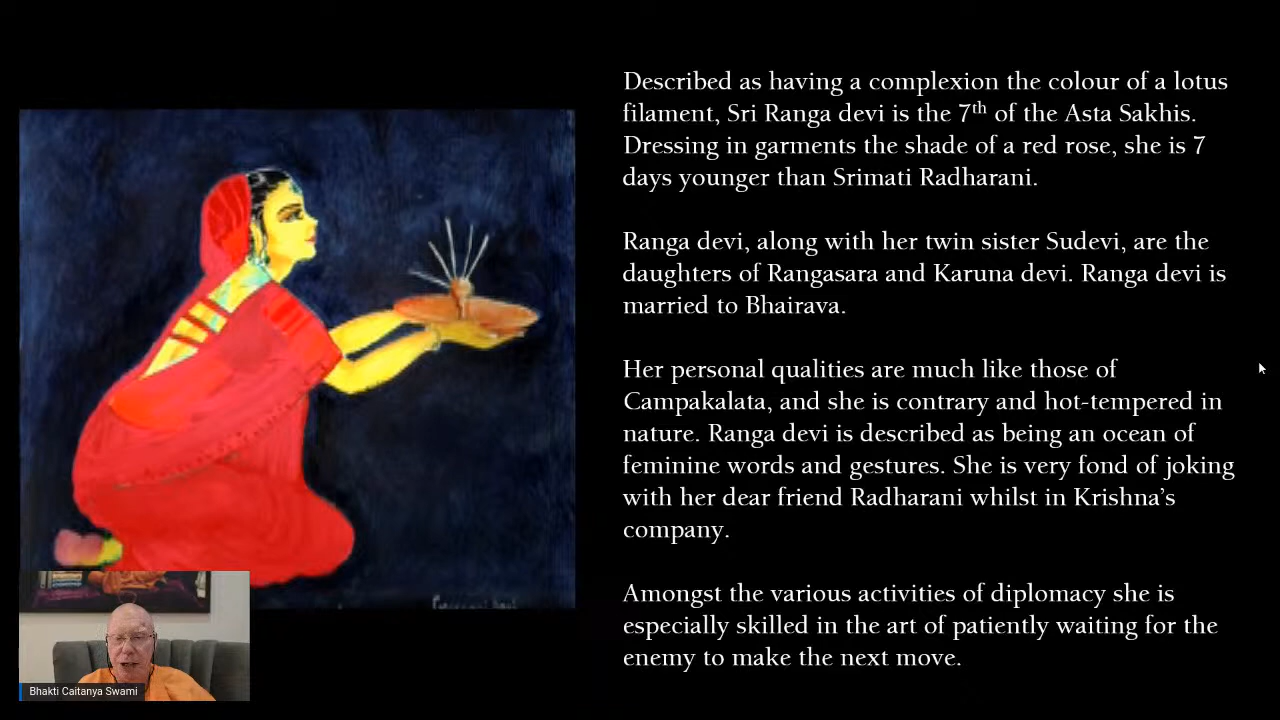 Described as having a complexion the colour of a lotus
filament, Sri Ranga devi is the 7th of the Asta Sakhis.
Dressing in garments the shade of a red rose, she is 7
days younger than Srimati Radharani.
Ranga devi, along with her twin sister Sudevi, are the
daughters of Rangasara and Karuna devi. Ranga devi is
married to Bhairava.
Her personal qualities are much like those of
Campakalata, and she is contrary and hot-tempered in
nature. Ranga devi is described as being an ocean of
feminine words and gestures. She is very fond of joking
with her dear friend Radharani whilst in Krishna's
company.
Amongst the various activities of diplomacy she is
especially skilled in the art of patiently waiting for the
enemy to make the next move.
Bhakti Caitanya Swami